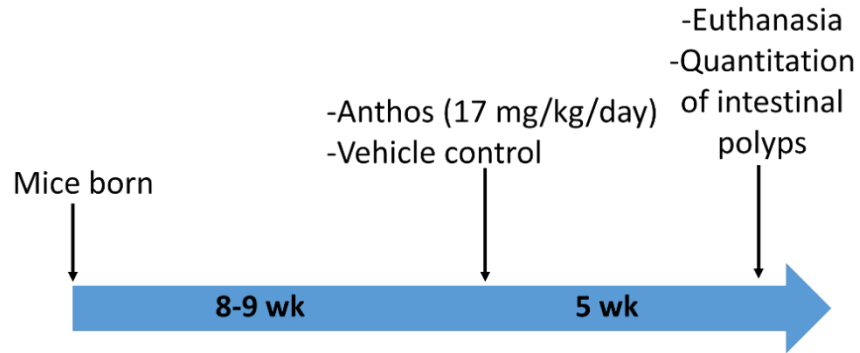 Mice born
-Anthos (17 mg/kg/day)
-Vehicle control
-Euthanasia
-Quantitation
of intestinal
polyps
8-9 wk
5 wk